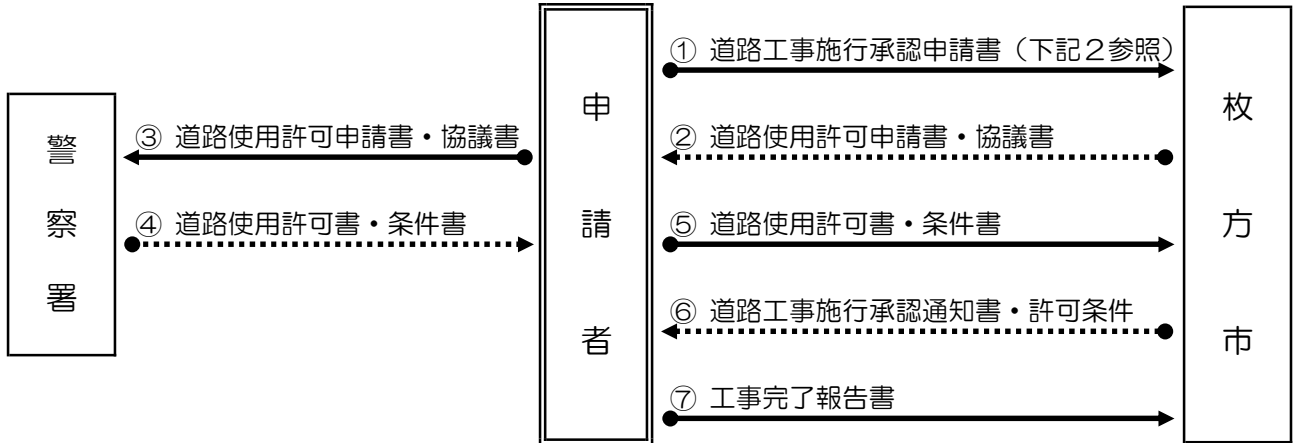 ① 道路工事施行承認申請書（下記２参照）
警察署
③ 道路使用許可申請書・協議書
申請者
② 道路使用許可申請書・協議書
枚方市
④ 道路使用許可書・条件書
⑤ 道路使用許可書・条件書
⑥ 道路工事施行承認通知書・許可条件
⑦ 工事完了報告書